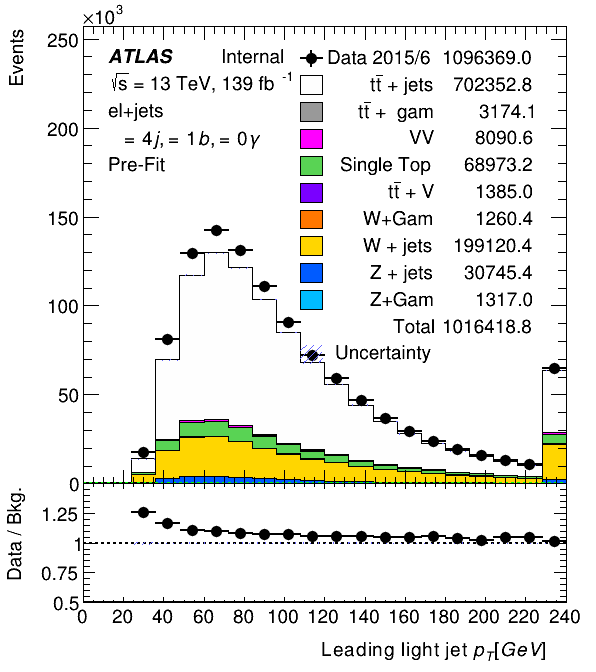 ×10³
Events
250
200
150
100
50
0
ATLAS Internal
√s = 13 TeV, 139 fb⁻¹
el+jets
= 4j, = 1b, = 0γ
Pre-Fit
Data 2015/6 1096369.0
tt̄ + jets 702352.8
tt̄ + gam 3174.1
VV 8090.6
Single Top 68973.2
tt̄ + V 1385.0
W+Gam 1260.4
W + jets 199120.4
Z + jets 30745.4
Z+Gam 1317.0
Total 1016418.8
Uncertainty
Data / Bkg.
1.25
1
0.75
0.5
0 20 40 60 80 100 120 140 160 180 200 220 240
Leading light jet p_T[GeV]